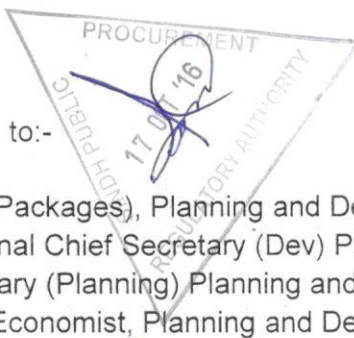 PROCUREMENT
SINDH PUBLIC
REGULATORY AUTHORITY
17 OCT '16
to:-
Packages), Planning and De
nal Chief Secretary (Dev) P
ary (Planning) Planning and
Economist, Planning and De